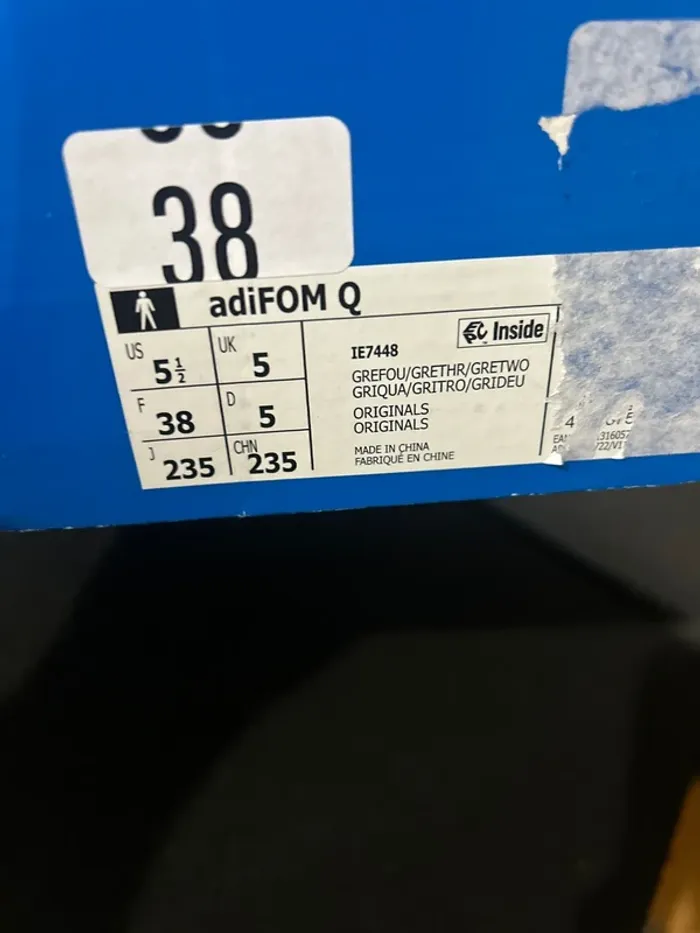 38
adiFOM Q
Inside
US 5½ UK 5
F 38 D 5
J 235 CHN 235
IE7448
GREFOU/GRETHR/GRETWO
GRIQUA/GRITRO/GRIDEU
ORIGINALS
ORIGINALS
MADE IN CHINA
FABRIQUÉ EN CHINE